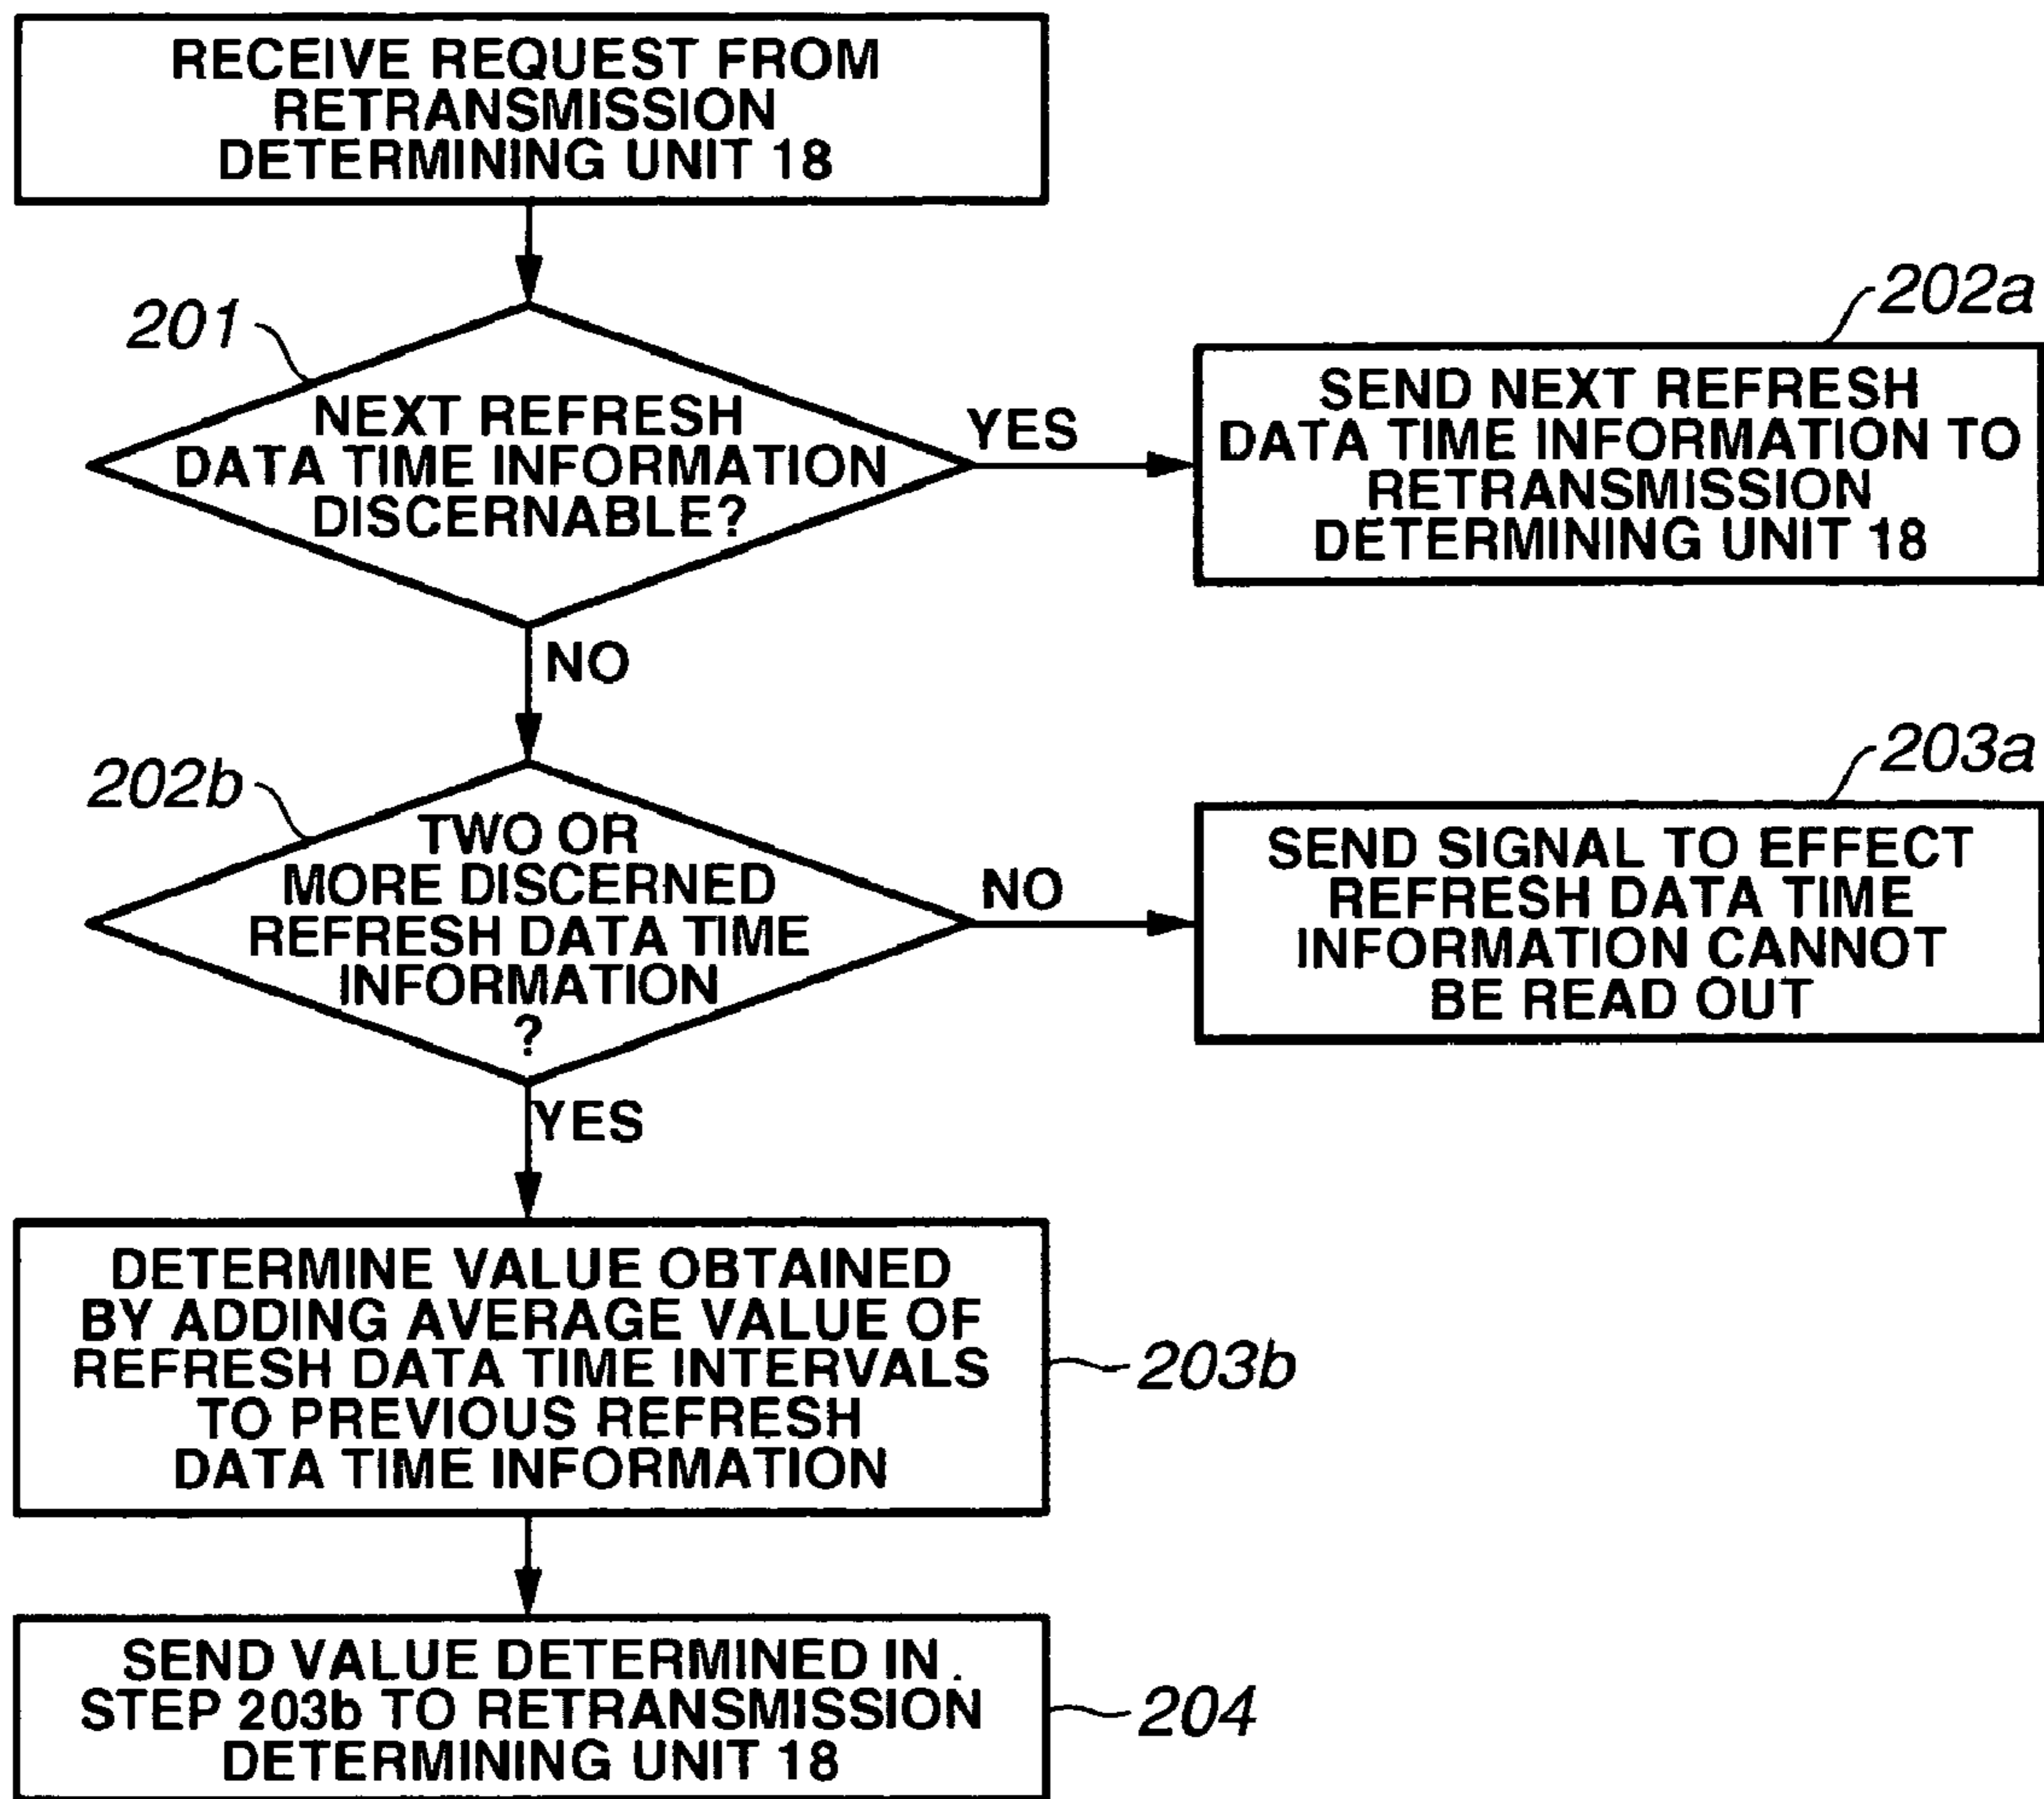 RECEIVE REQUEST FROM
RETRANSMISSION
DETERMINING UNIT 18
201
NEXT REFRESH
DATA TIME INFORMATION
DISCERNABLE?
YES
202a
SEND NEXT REFRESH
DATA TIME INFORMATION TO
RETRANSMISSION
DETERMINING UNIT 18
NO
202b
TWO OR
MORE DISCERNED
REFRESH DATA TIME
INFORMATION
?
NO
203a
SEND SIGNAL TO EFFECT
REFRESH DATA TIME
INFORMATION CANNOT
BE READ OUT
YES
DETERMINE VALUE OBTAINED
BY ADDING AVERAGE VALUE OF
REFRESH DATA TIME INTERVALS
TO PREVIOUS REFRESH
DATA TIME INFORMATION
203b
SEND VALUE DETERMINED IN
STEP 203b TO RETRANSMISSION
DETERMINING UNIT 18
204